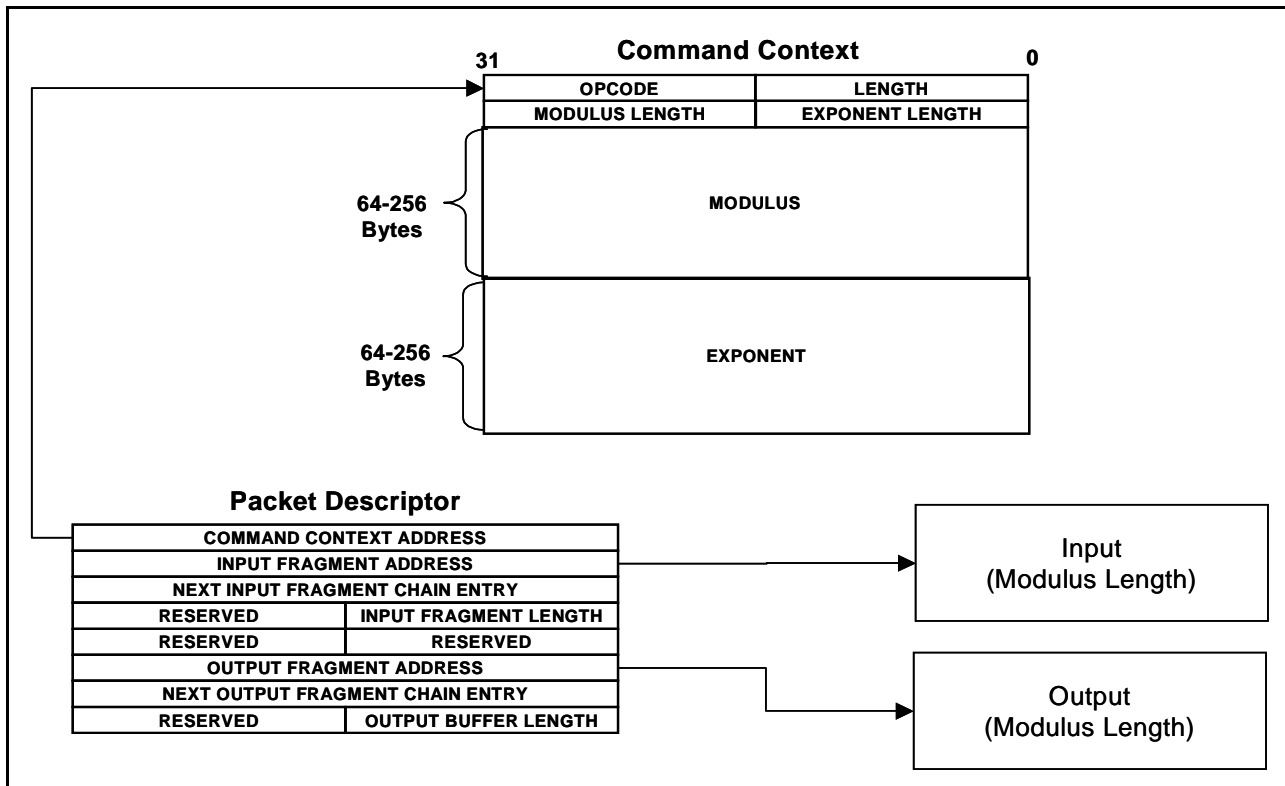 Command Context
31
0
OPCODE LENGTH
MODULUS LENGTH EXPONENT LENGTH
64-256
Bytes
MODULUS
64-256
Bytes
EXPONENT
Packet Descriptor
COMMAND CONTEXT ADDRESS
INPUT FRAGMENT ADDRESS
NEXT INPUT FRAGMENT CHAIN ENTRY
RESERVED INPUT FRAGMENT LENGTH
RESERVED RESERVED
OUTPUT FRAGMENT ADDRESS
NEXT OUTPUT FRAGMENT CHAIN ENTRY
RESERVED OUTPUT BUFFER LENGTH
Input
(Modulus Length)
Output
(Modulus Length)